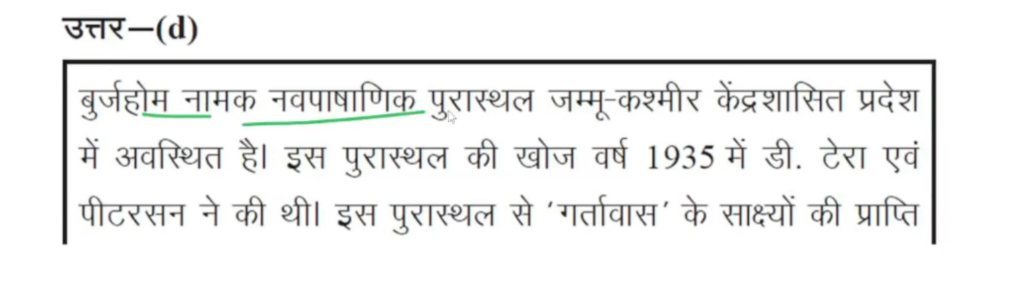 उत्तर—(d)
बुर्जहोम नामक नवपाषाणिक पुरास्थल जम्मू-कश्मीर केंद्रशासित प्रदेश
में अवस्थित है। इस पुरास्थल की खोज वर्ष 1935 में डी. टेरा एवं
पीटरसन ने की थी। इस पुरास्थल से ‘गर्तावास’ के साक्ष्यों की प्राप्ति